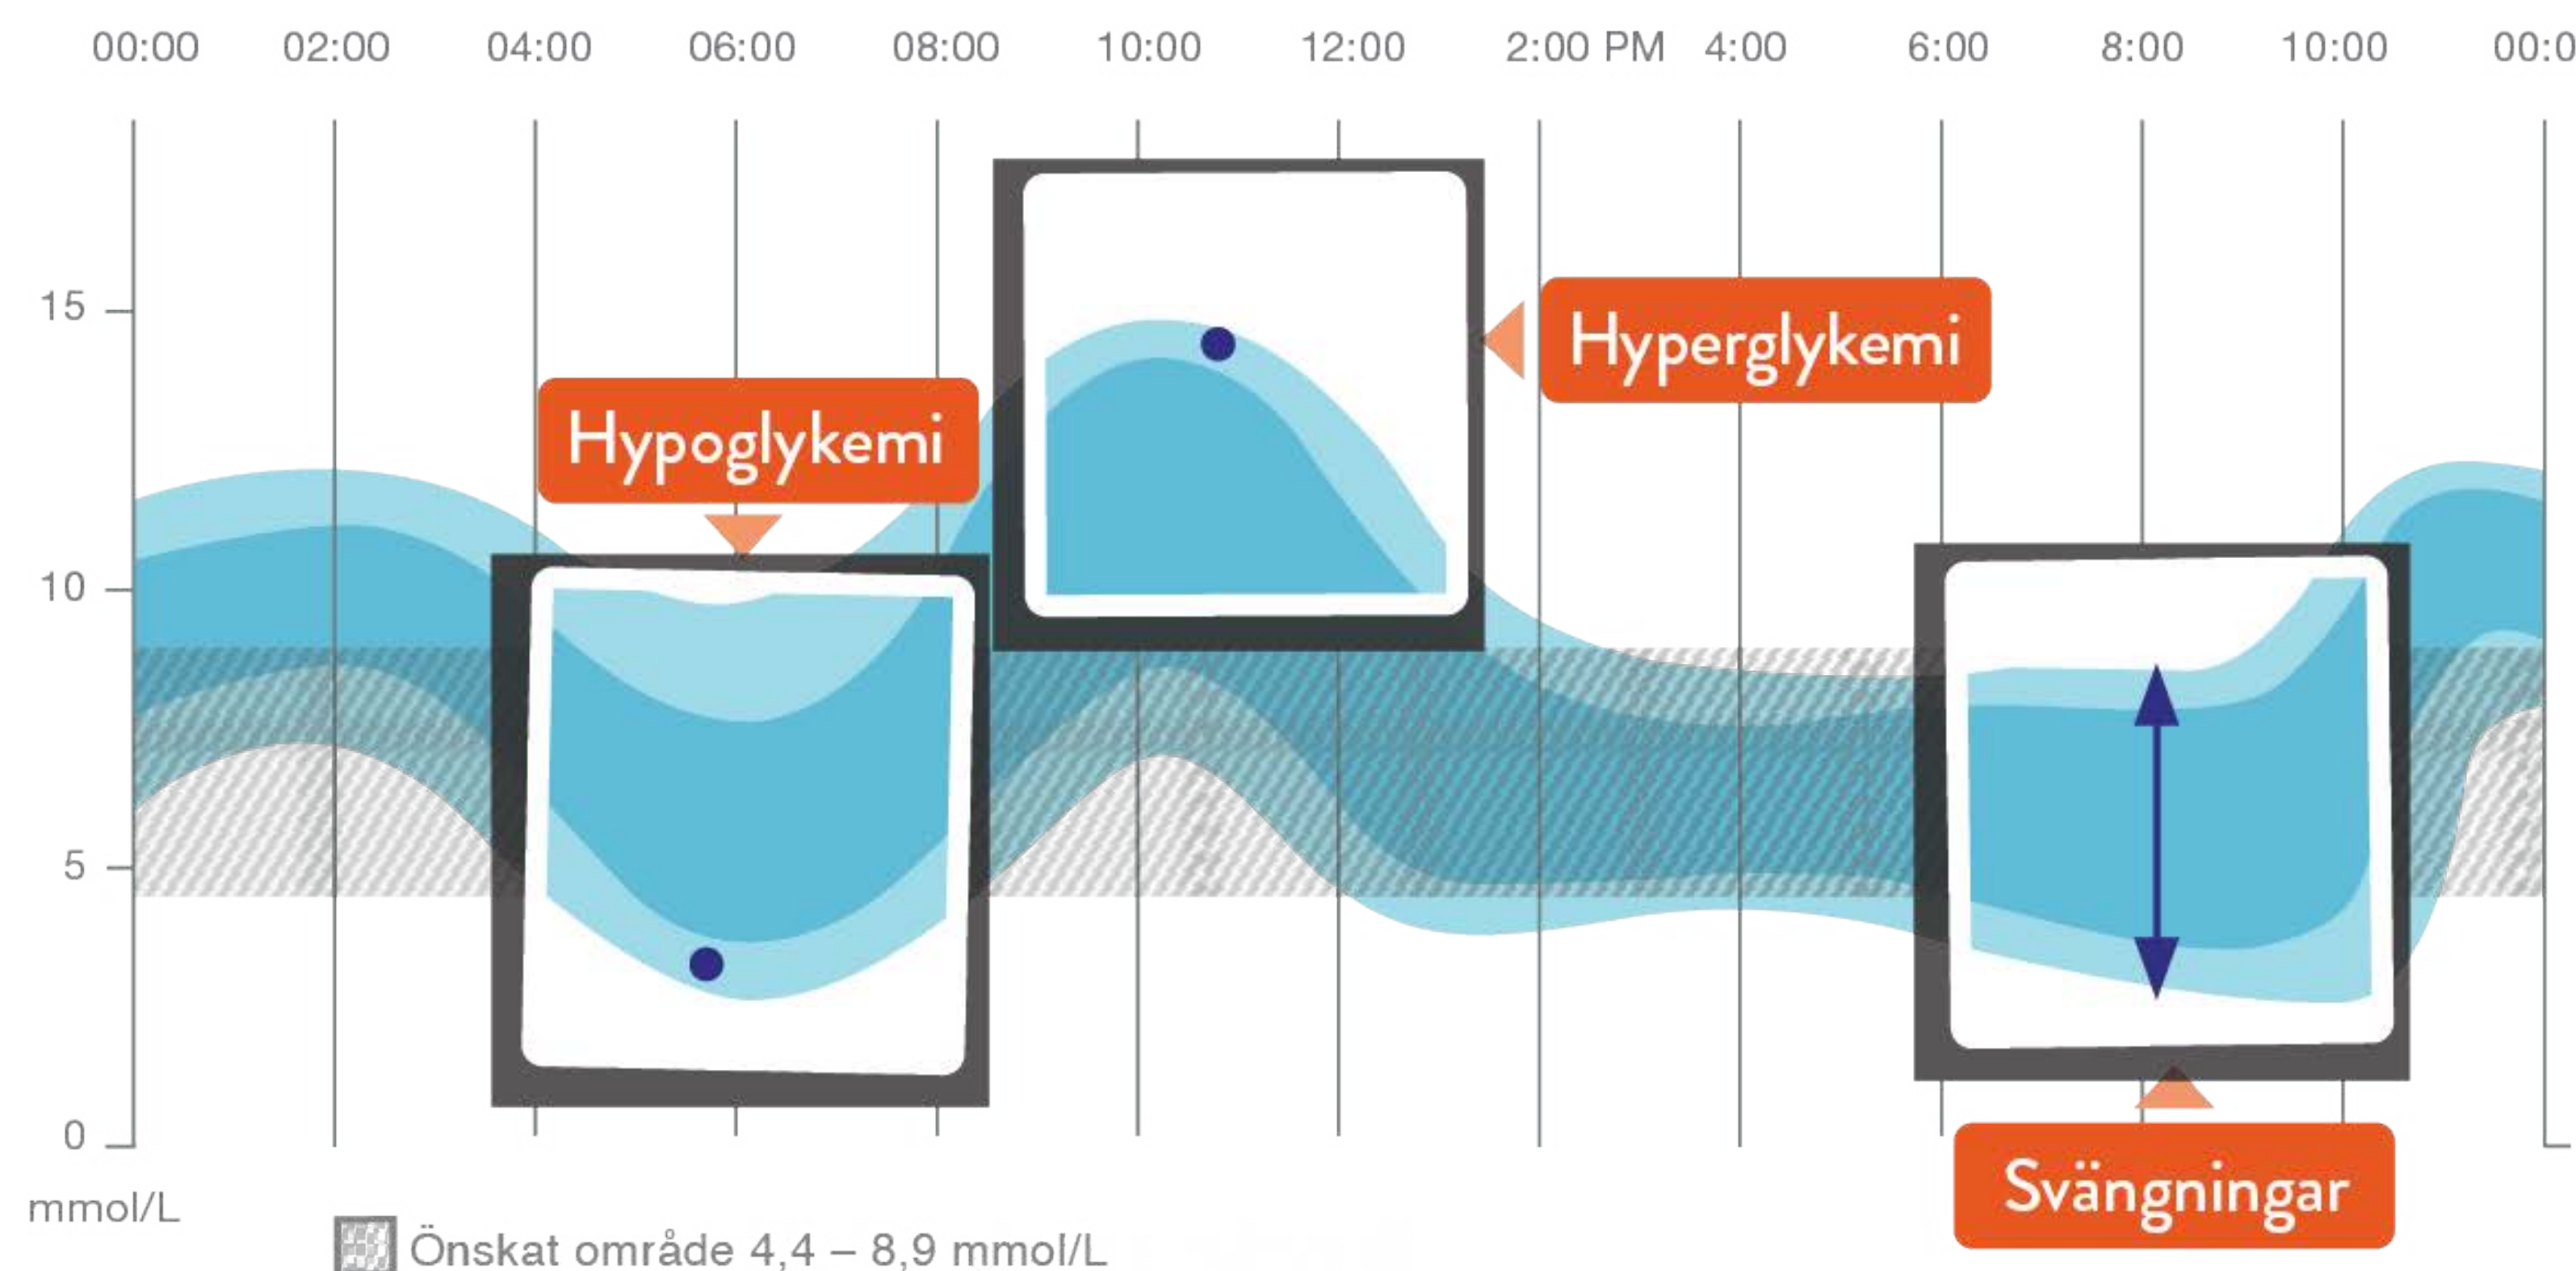 00:00 02:00 04:00 06:00 08:00 10:00 12:00 2:00 PM 4:00 6:00 8:00 10:00 00:0
15
Hyperglykemi
Hypoglykemi
10
5
0
Svängningar
mmol/L
Önskat område 4,4 – 8,9 mmol/L